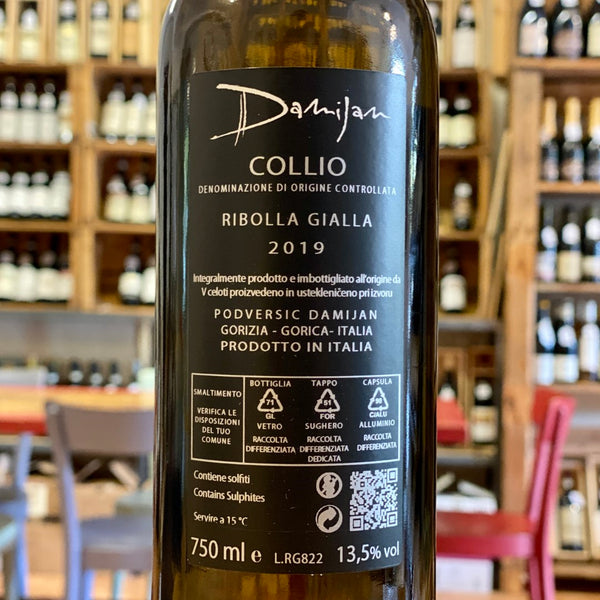 Damijan
COLLIO
DENOMINAZIONE DI ORIGINE CONTROLLATA
RIBOLLA GIALLA
2019
Integralmente prodotto e imbottigliato all'origine da
V celoti proizvedeno in ustekleničeno pri izvoru
PODVERSIC DAMIJAN
GORIZIA - GORICA- ITALIA
PRODOTTO IN ITALIA
SMALTIMENTO
VERIFICA LE
DISPOSIZIONI
DEL TUO
COMUNE
BOTTIGLIA
71
GL
VETRO
RACCOLTA
DIFFERENZIATA
TAPPO
51
FOR
SUGHERO
RACCOLTA
DIFFERENZIATA
DEDICATA
CAPSULA
90
C/ALU
ALLUMINIO
RACCOLTA
DIFFERENZIATA
Contiene solfiti
Contains Sulphites
Servire a 15 °C
750 ml e L.RG822 13,5% vol